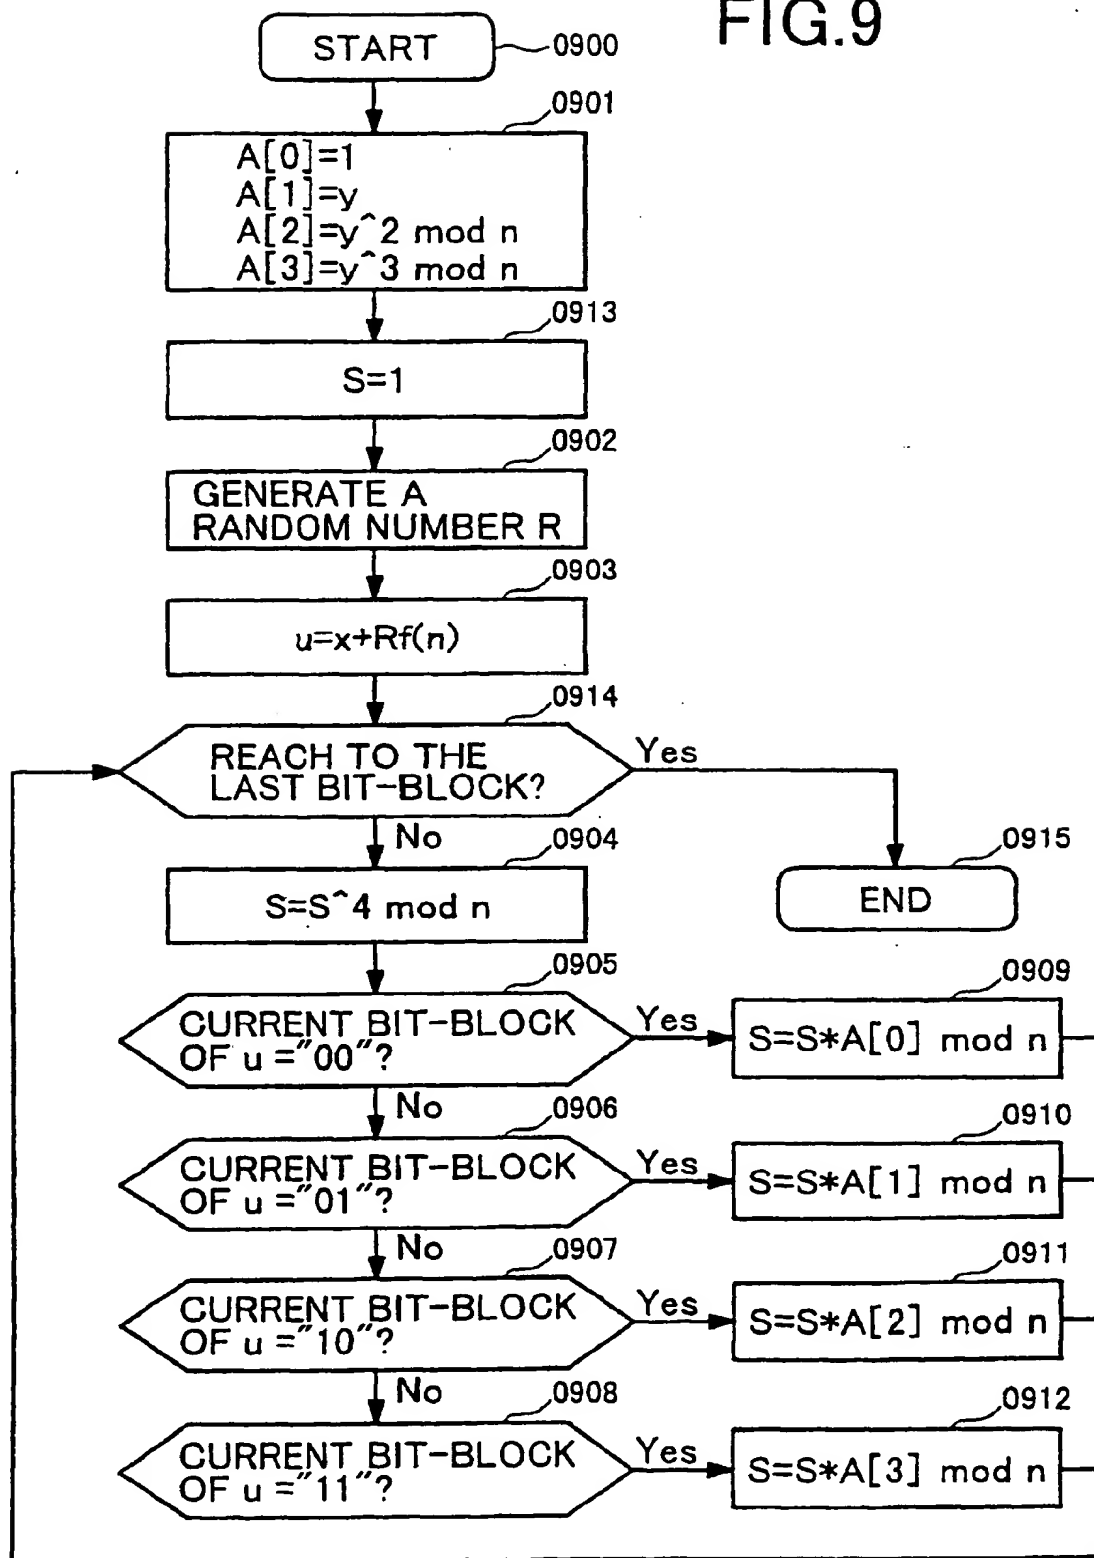 FIG.9
START
0900
0901
A[0]=1
A[1]=y
A[2]=y^2 mod n
A[3]=y^3 mod n
0913
S=1
0902
GENERATE A
RANDOM NUMBER R
0903
u=x+Rf(n)
0914
REACH TO THE
LAST BIT-BLOCK?
Yes
No
0904
S=S^4 mod n
0915
END
0905
CURRENT BIT-BLOCK
OF u ="00"?
Yes
0909
S=S*A[0] mod n
No
0906
CURRENT BIT-BLOCK
OF u ="01"?
Yes
0910
S=S*A[1] mod n
No
0907
CURRENT BIT-BLOCK
OF u ="10"?
Yes
0911
S=S*A[2] mod n
No
0908
CURRENT BIT-BLOCK
OF u ="11"?
Yes
0912
S=S*A[3] mod n